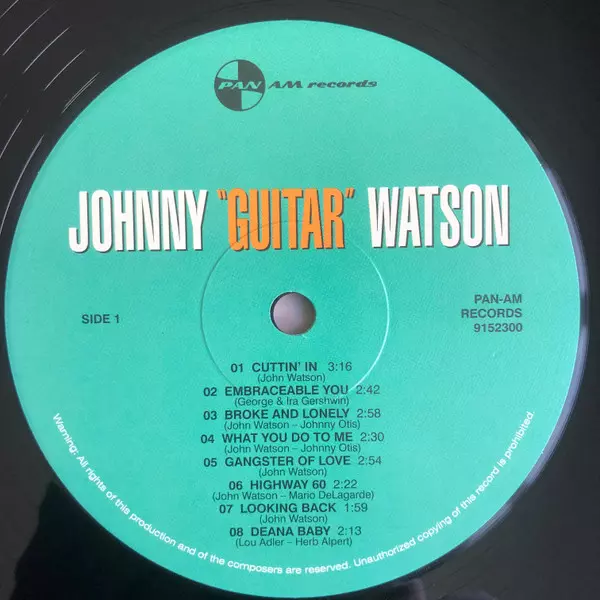 PAN AM records
JOHNNY "GUITAR" WATSON
SIDE 1
PAN-AM
RECORDS
9152300
01 CUTTIN' IN 3:16
(John Watson)
02 EMBRACEABLE YOU 2:42
(George & Ira Gershwin)
03 BROKE AND LONELY 2:58
(John Watson – Johnny Otis)
04 WHAT YOU DO TO ME 2:30
(John Watson – Johnny Otis)
05 GANGSTER OF LOVE 2:54
(John Watson)
06 HIGHWAY 60 2:22
(John Watson – Mario DeLagarde)
07 LOOKING BACK 1:59
(John Watson)
08 DEANA BABY 2:13
(Lou Adler – Herb Alpert)
Warning: All rights of this production and of the composers are reserved. Unauthorized copying of this record is prohibited.